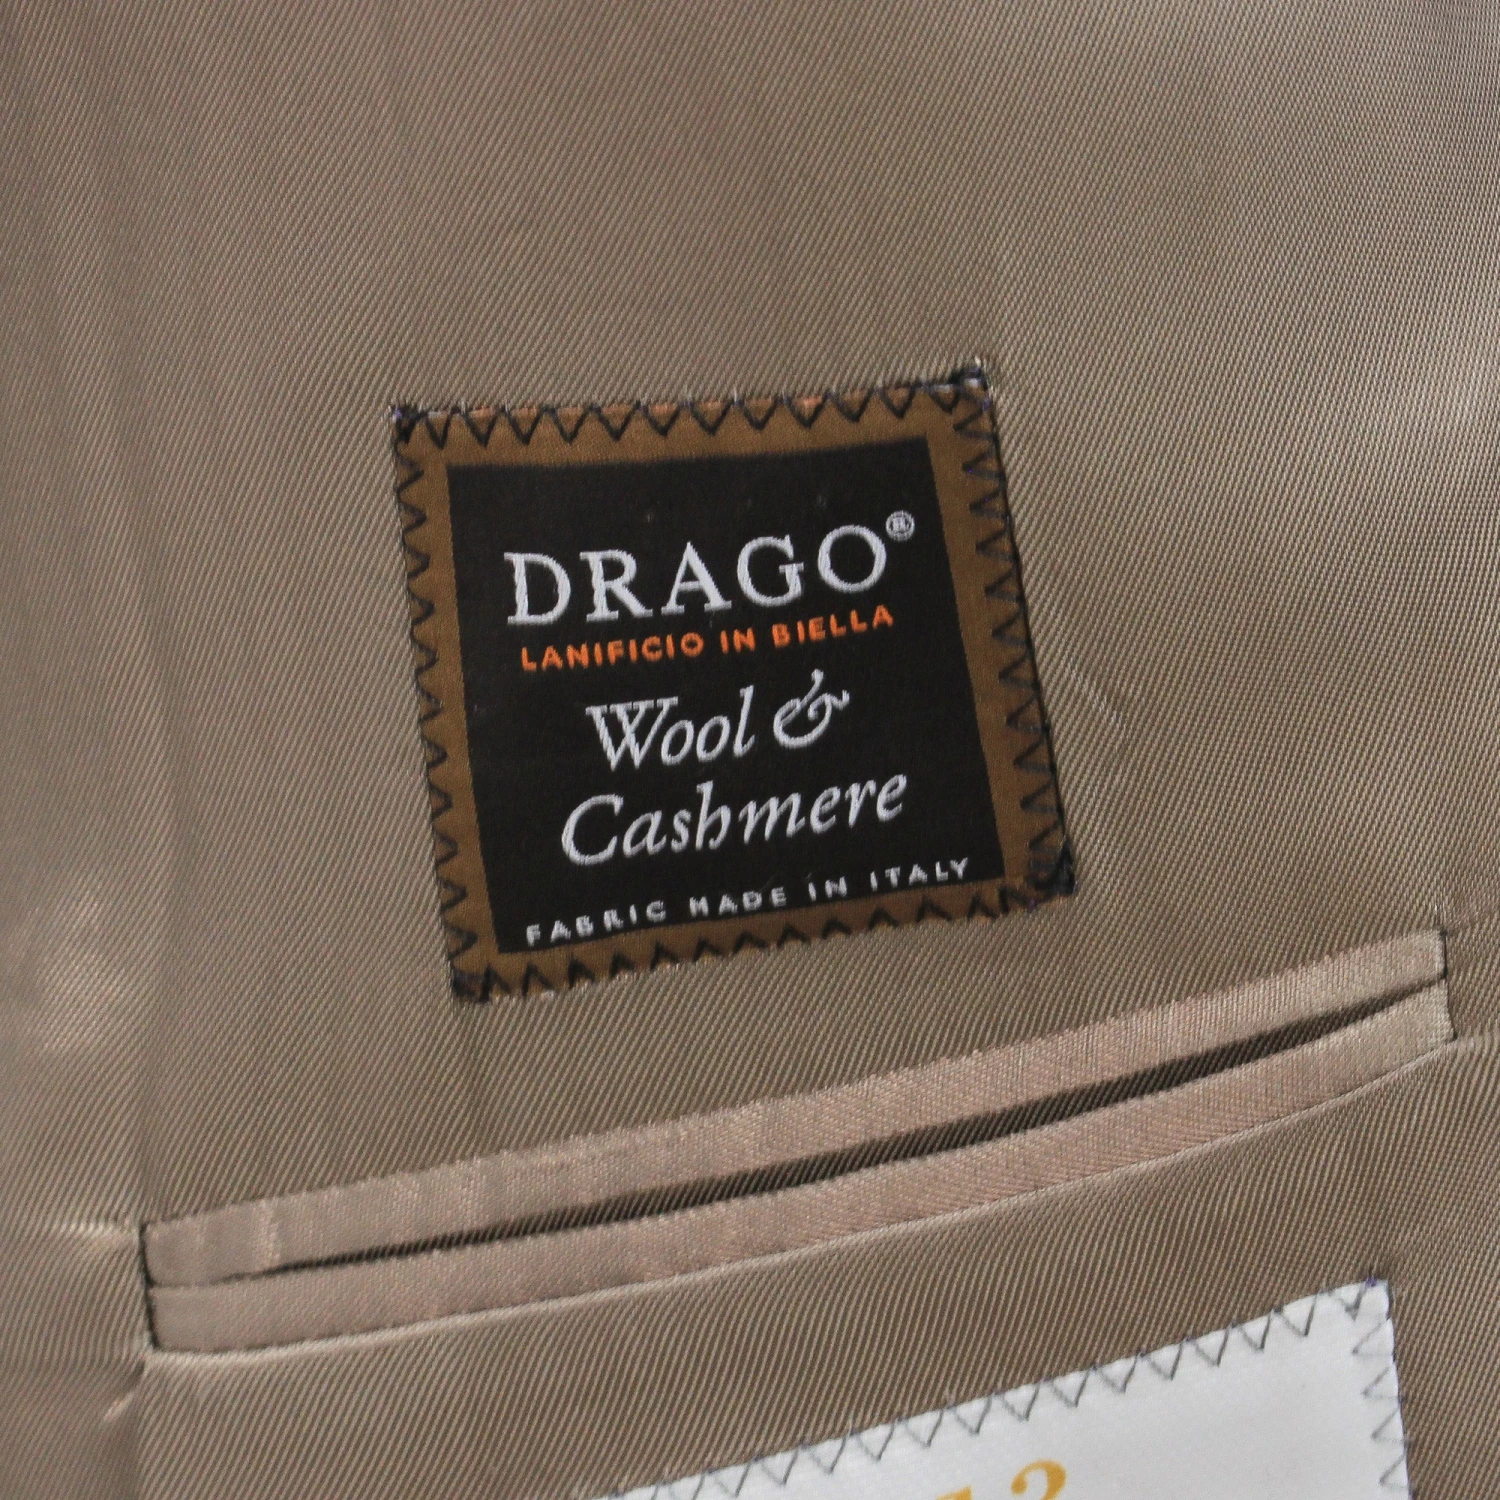 DRAGO®
LANIFICIO IN BIELLA
Wool &
Cashmere
FABRIC MADE IN ITALY